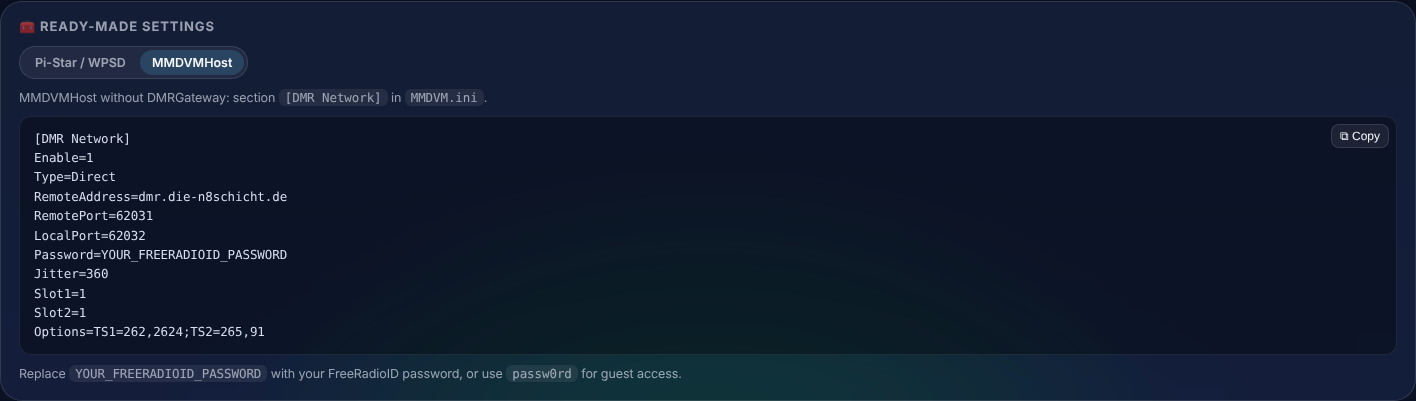 🧰 READY-MADE SETTINGS
Pi-Star / WPSD MMDVMHost
MMDVMHost without DMRGateway: section [DMR Network] in MMDVM.ini.
Copy
[DMR Network]
Enable=1
Type=Direct
RemoteAddress=dmr.die-n8schicht.de
RemotePort=62031
LocalPort=62032
Password=YOUR_FREERADIOID_PASSWORD
Jitter=360
Slot1=1
Slot2=1
Options=TS1=262,2624;TS2=265,91
Replace YOUR_FREERADIOID_PASSWORD with your FreeRadioID password, or use passw0rd for guest access.